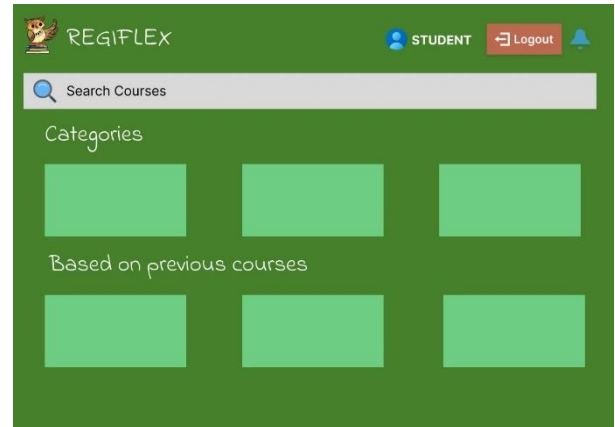 REGIFLEX
STUDENT
Logout
Search Courses
Categories
Based on previous courses